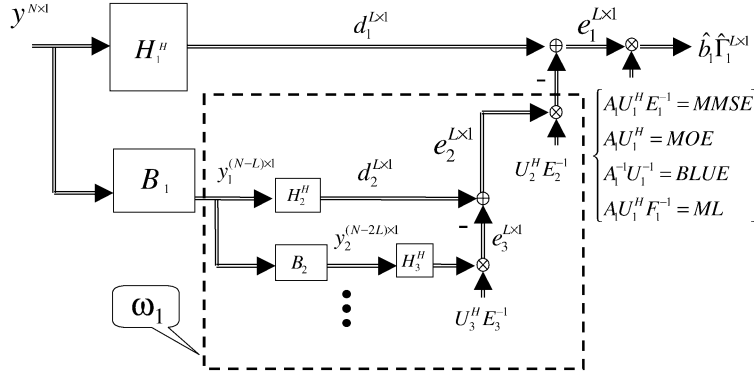 y^{N×1}
H_1^H
d_1^{L×1}
e_1^{L×1}
b̂_1Γ̂_1^{L×1}
⊕
⊗
-
A_1U_1^H E_1^{-1} = MMSE
A_1U_1^H = MOE
A_1^{-1}U_1^{-1} = BLUE
A_1U_1^H F_1^{-1} = ML
⊗
U_2^H E_2^{-1}
e_2^{L×1}
B_1
y_1^{(N-L)×1}
H_2^H
d_2^{L×1}
⊕
-
e_3^{L×1}
B_2
y_2^{(N-2L)×1}
H_3^H
⊗
U_3^H E_3^{-1}
ω_1